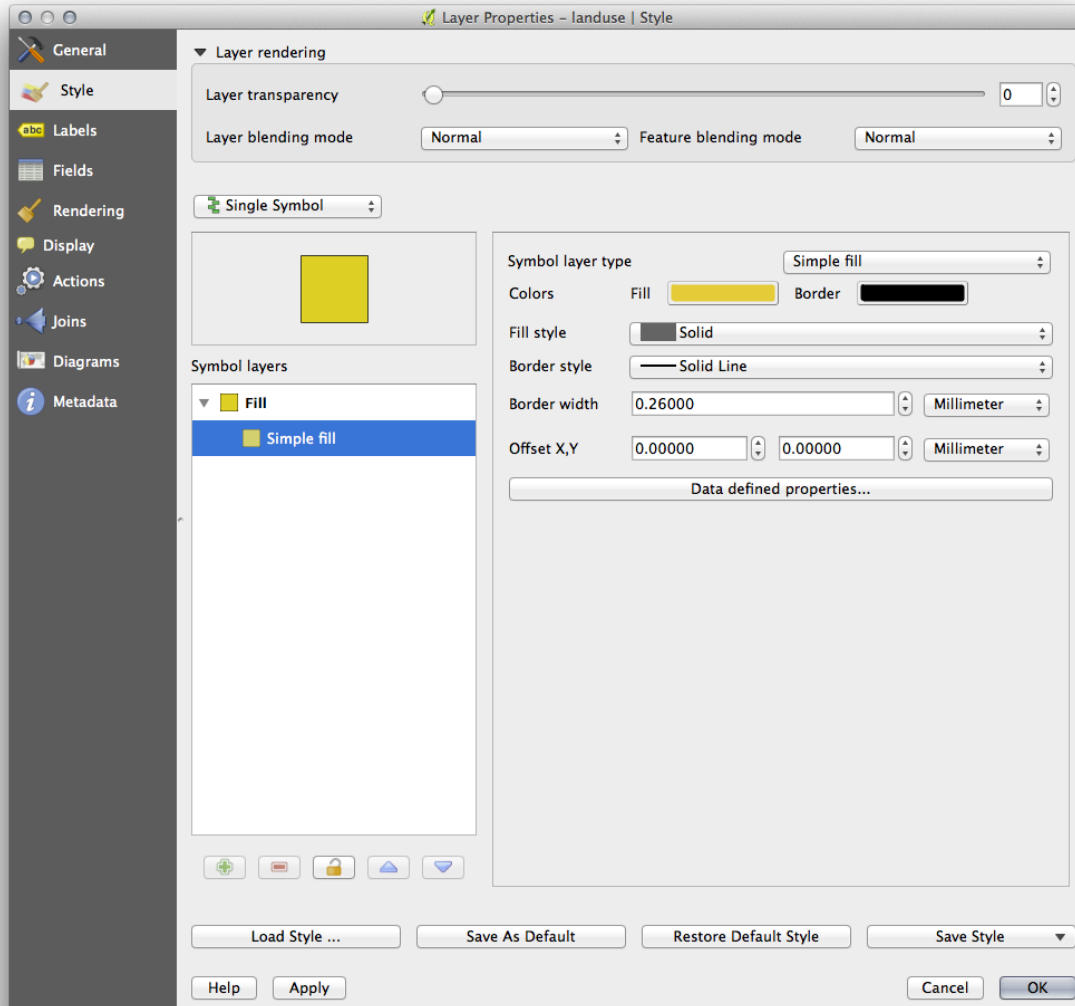 Layer Properties – landuse | Style
General
Style
abc Labels
Fields
Rendering
Display
Actions
Joins
Diagrams
Metadata
Layer rendering
Layer transparency 0
Layer blending mode Normal Feature blending mode Normal
Single Symbol
Symbol layers
Fill
Simple fill
Symbol layer type Simple fill
Colors Fill Border
Fill style Solid
Border style Solid Line
Border width 0.26000 Millimeter
Offset X,Y 0.00000 0.00000 Millimeter
Data defined properties...
Load Style ... Save As Default Restore Default Style Save Style
Help Apply Cancel OK